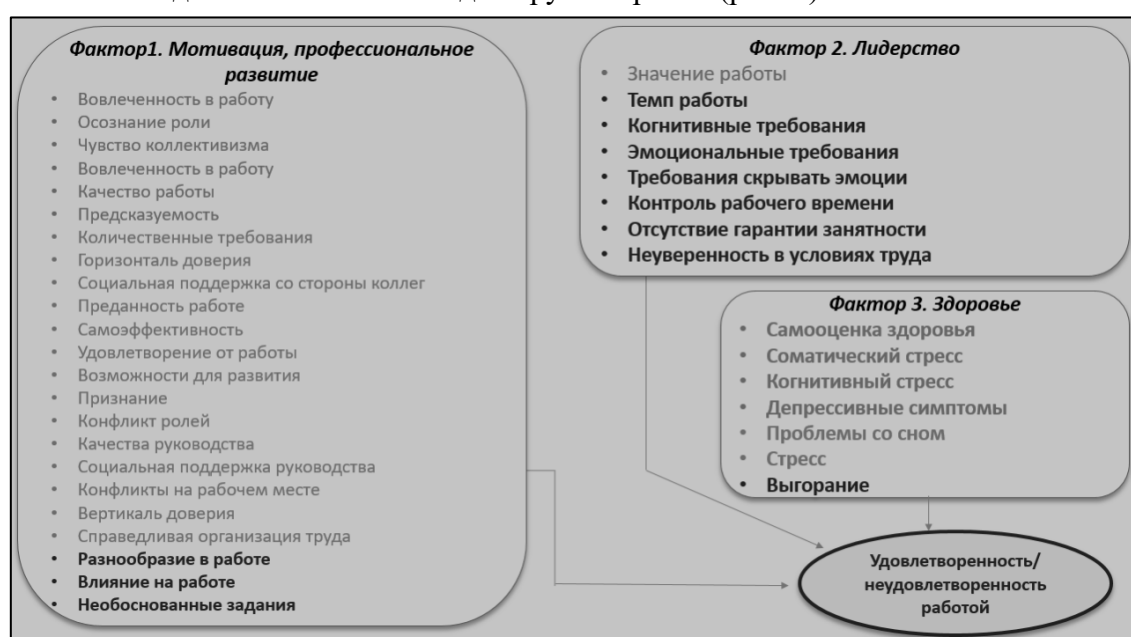 Фактор1. Мотивация, профессиональное
развитие
• Вовлеченность в работу
• Осознание роли
• Чувство коллективизма
• Вовлеченность в работу
• Качество работы
• Предсказуемость
• Количественные требования
• Горизонталь доверия
• Социальная поддержка со стороны коллег
• Преданность работе
• Самоэффективность
• Удовлетворение от работы
• Возможности для развития
• Признание
• Конфликт ролей
• Качества руководства
• Социальная поддержка руководства
• Конфликты на рабочем месте
• Вертикаль доверия
• Справедливая организация труда
• Разнообразие в работе
• Влияние на работе
• Необоснованные задания
Фактор 2. Лидерство
• Значение работы
• Темп работы
• Когнитивные требования
• Эмоциональные требования
• Требования скрывать эмоции
• Контроль рабочего времени
• Отсутствие гарантии занятности
• Неуверенность в условиях труда
Фактор 3. Здоровье
• Самооценка здоровья
• Соматический стресс
• Когнитивный стресс
• Депрессивные симптомы
• Проблемы со сном
• Стресс
• Выгорание
Удовлетворенность/
неудовлетворенность
работой